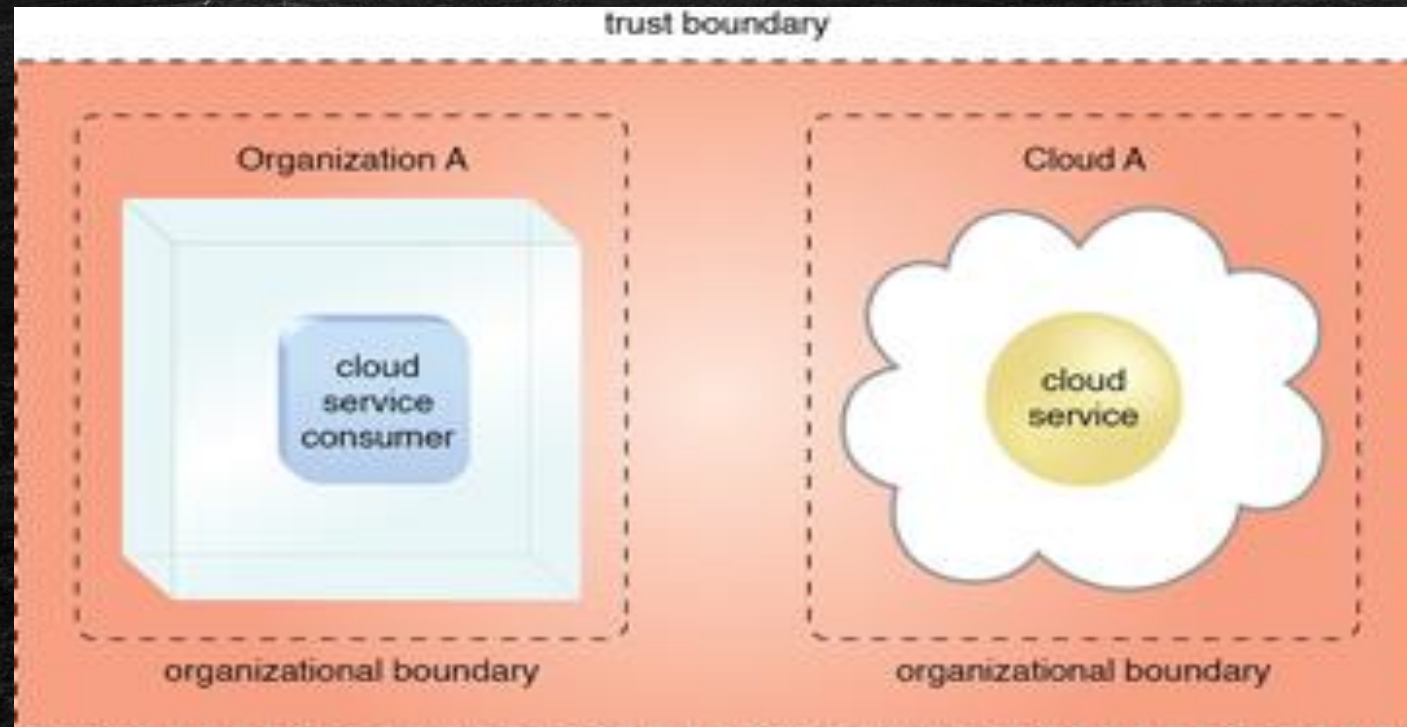 trust boundary
Organization A
Cloud A
cloud
service
consumer
cloud
service
organizational boundary
organizational boundary